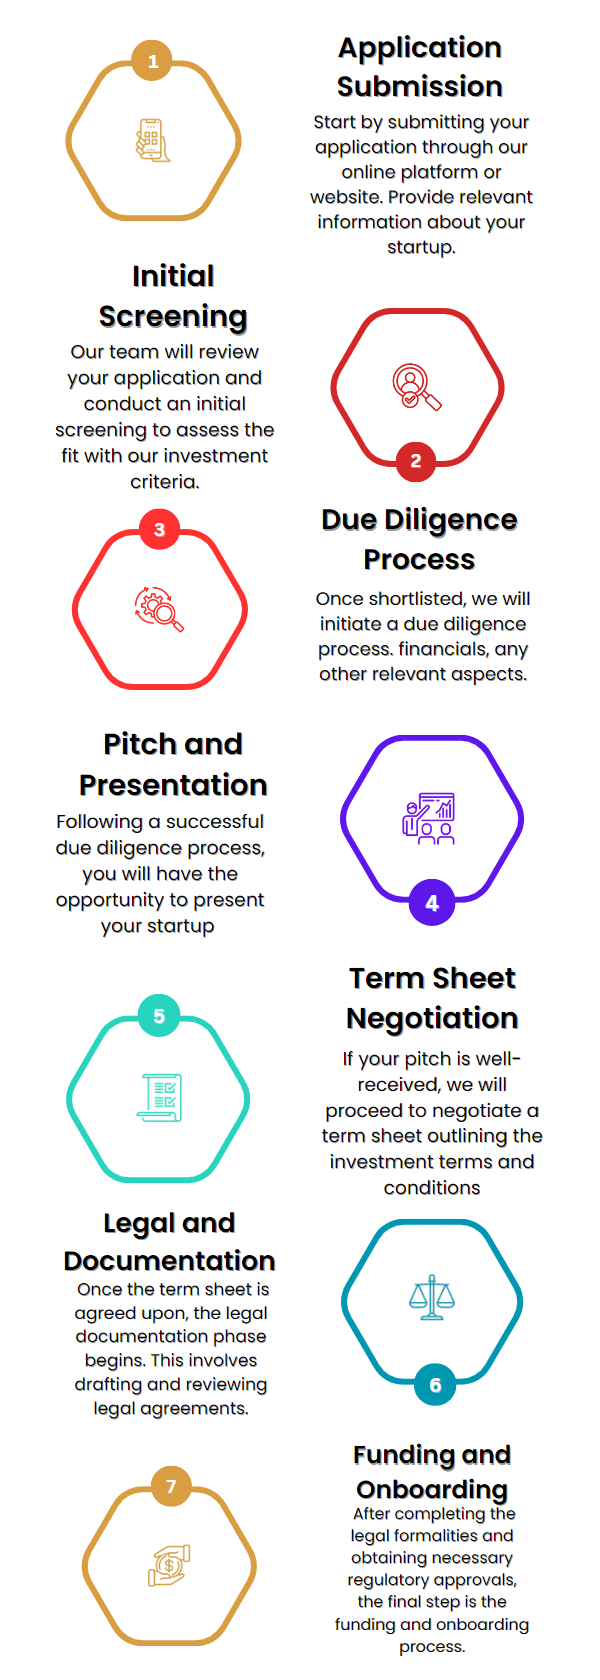 1
Application
Submission
Start by submitting your
application through our
online platform or
website. Provide relevant
information about your
startup.
Initial
Screening
Our team will review
your application and
conduct an initial
screening to assess the
fit with our investment
criteria.
2
3
Due Diligence
Process
Once shortlisted, we will
initiate a due diligence
process. financials, any
other relevant aspects.
Pitch and
Presentation
Following a successful
due diligence process,
you will have the
opportunity to present
your startup
4
5
Term Sheet
Negotiation
If your pitch is well-
received, we will
proceed to negotiate a
term sheet outlining the
investment terms and
conditions
Legal and
Documentation
Once the term sheet is
agreed upon, the legal
documentation phase
begins. This involves
drafting and reviewing
legal agreements.
6
7
Funding and
Onboarding
After completing the
legal formalities and
obtaining necessary
regulatory approvals,
the final step is the
funding and onboarding
process.